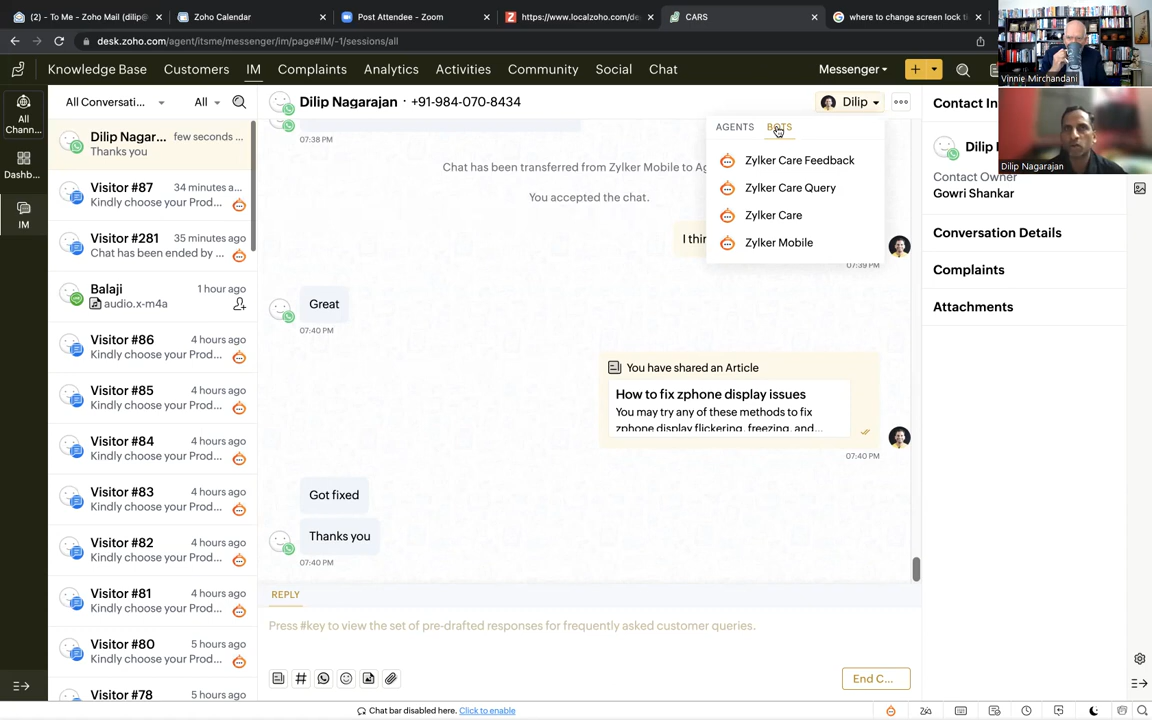 (2) - To Me - Zoho Mail (dilip@
Zoho Calendar
Post Attendee - Zoom
https://www.localzoho.com/de
CARS
where to change screen lock ti
desk.zoho.com/agent/itsme/messenger/im/page#IM/-1/sessions/all
Knowledge Base
Customers
IM
Complaints
Analytics
Activities
Community
Social
Chat
Messenger
Vinnie Mirchandani
Dilip Nagarajan
All
Chann...
Dashb...
IM
All Conversati...
All
Dilip Nagar...
few seconds ...
Thanks you
Visitor #87
34 minutes a...
Kindly choose your Prod...
Visitor #281
35 minutes ago
Chat has been ended by ...
Balaji
1 hour ago
audio.x-m4a
Visitor #86
4 hours ago
Kindly choose your Prod...
Visitor #85
4 hours ago
Kindly choose your Prod...
Visitor #84
4 hours ago
Kindly choose your Prod...
Visitor #83
4 hours ago
Kindly choose your Prod...
Visitor #82
4 hours ago
Kindly choose your Prod...
Visitor #81
4 hours ago
Kindly choose your Prod...
Visitor #80
5 hours ago
Kindly choose your Prod...
Visitor #78
5 hours ago
Dilip Nagarajan · +91-984-070-8434
Dilip
07:38 PM
Chat has been transferred from Zylker Mobile to Ag
You accepted the chat.
I thin
07:39 PM
AGENTS
BOTS
Zylker Care Feedback
Zylker Care Query
Zylker Care
Zylker Mobile
Great
07:40 PM
You have shared an Article
How to fix zphone display issues
You may try any of these methods to fix
zphone display flickering, freezing, and...
07:40 PM
Got fixed
Thanks you
07:40 PM
REPLY
Press #key to view the set of pre-drafted responses for frequently asked customer queries.
End C...
Contact In
Dilip
Contact Owner
Gowri Shankar
Conversation Details
Complaints
Attachments
Chat bar disabled here. Click to enable